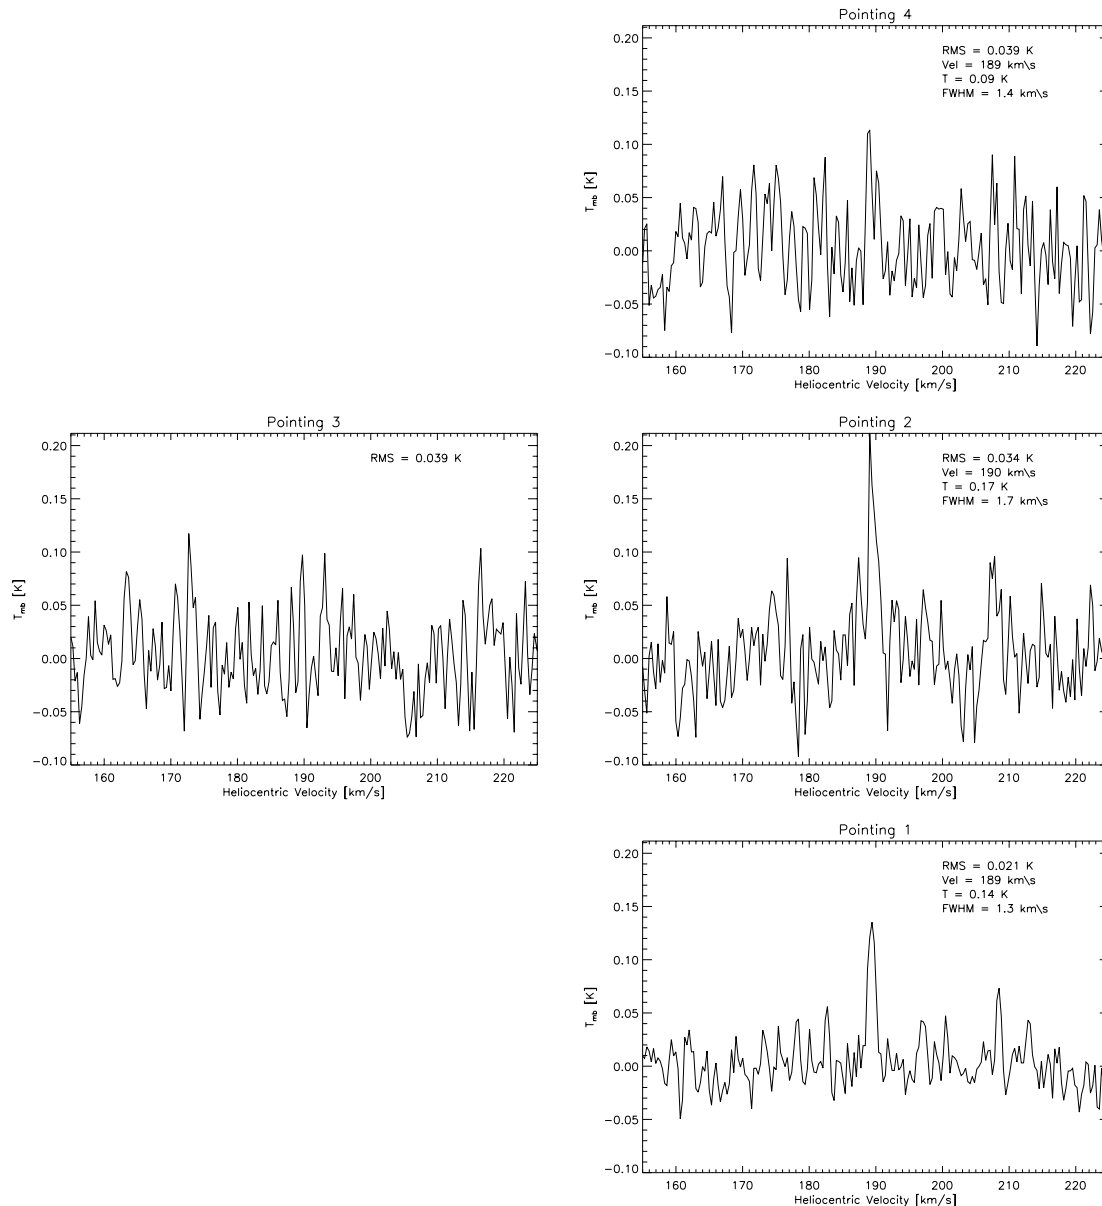 Pointing 4
RMS = 0.039 K
Vel = 189 km\s
T = 0.09 K
FWHM = 1.4 km\s
0.20
0.15
0.10
0.05
0.00
-0.05
-0.10
Tmb [K]
160 170 180 190 200 210 220
Heliocentric Velocity [km/s]
Pointing 3
RMS = 0.039 K
0.20
0.15
0.10
0.05
0.00
-0.05
-0.10
Tmb [K]
160 170 180 190 200 210 220
Heliocentric Velocity [km/s]
Pointing 2
RMS = 0.034 K
Vel = 190 km\s
T = 0.17 K
FWHM = 1.7 km\s
0.20
0.15
0.10
0.05
0.00
-0.05
-0.10
Tmb [K]
160 170 180 190 200 210 220
Heliocentric Velocity [km/s]
Pointing 1
RMS = 0.021 K
Vel = 189 km\s
T = 0.14 K
FWHM = 1.3 km\s
0.20
0.15
0.10
0.05
0.00
-0.05
-0.10
Tmb [K]
160 170 180 190 200 210 220
Heliocentric Velocity [km/s]